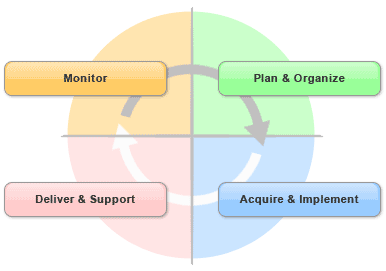 Monitor
Plan & Organize
Deliver & Support
Acquire & Implement